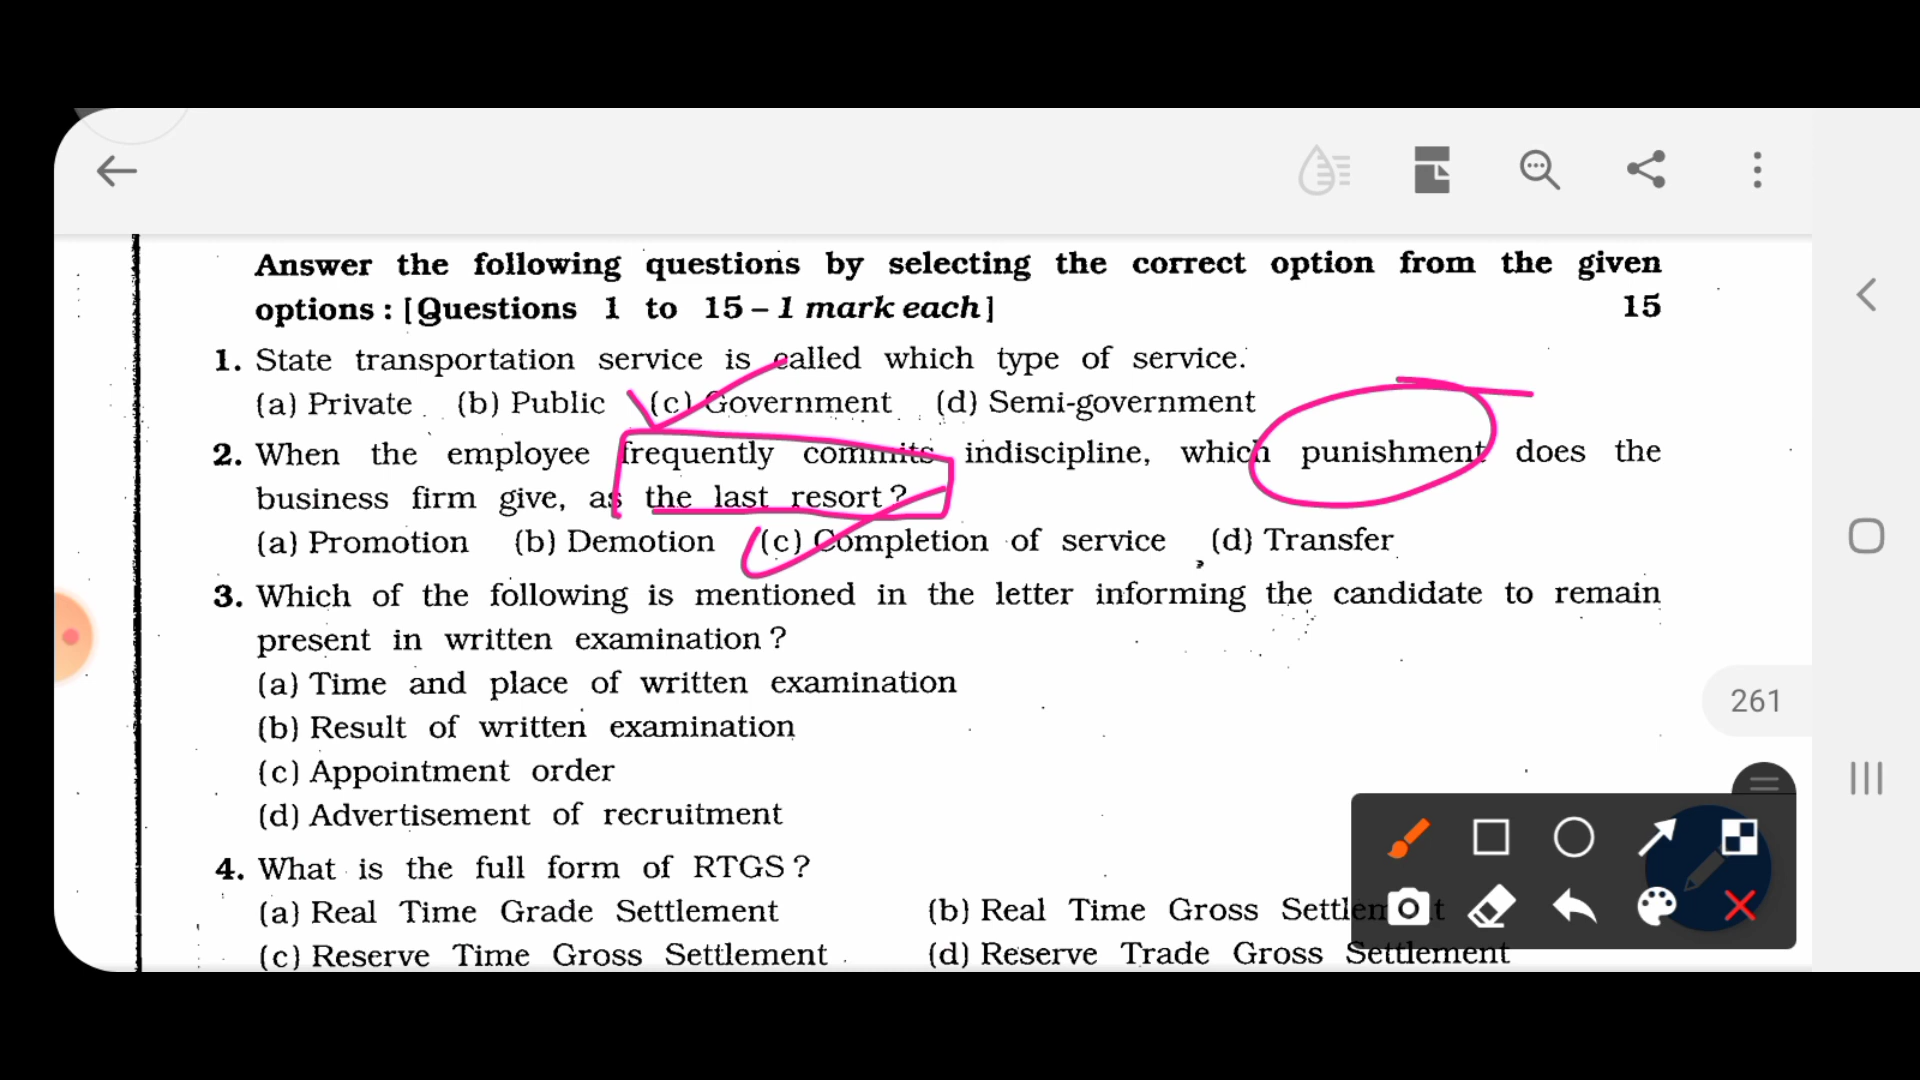 Answer the following questions by selecting the correct option from the given
options : [Questions 1 to 15 – 1 mark each] 15
1. State transportation service is called which type of service.
(a) Private (b) Public (c) Government (d) Semi-government
2. When the employee frequently commits indiscipline, which punishment does the
business firm give, as the last resort ?
(a) Promotion (b) Demotion (c) Completion of service (d) Transfer
3. Which of the following is mentioned in the letter informing the candidate to remain
present in written examination ?
(a) Time and place of written examination
(b) Result of written examination
(c) Appointment order
(d) Advertisement of recruitment
261
4. What is the full form of RTGS ?
(a) Real Time Grade Settlement (b) Real Time Gross Settlement
(c) Reserve Time Gross Settlement (d) Reserve Trade Gross Settlement